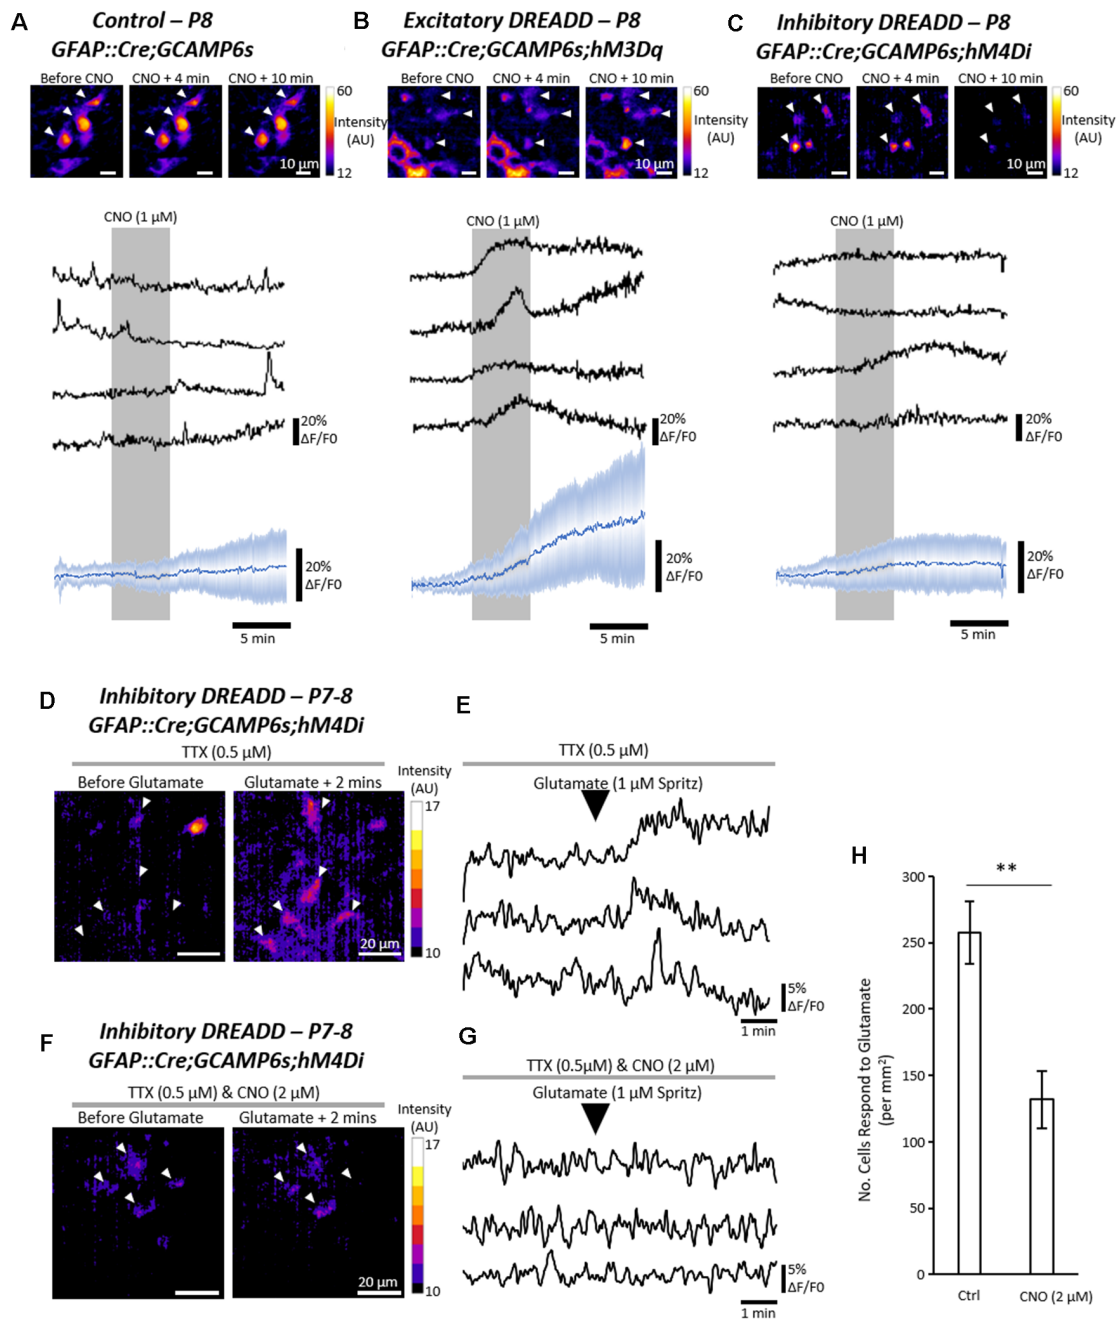 A
Control – P8
GFAP::Cre;GCAMP6s
Before CNO
CNO + 4 min
CNO + 10 min
60
Intensity
(AU)
12
10 µm
CNO (1 µM)
20%
ΔF/F0
20%
ΔF/F0
5 min
B
Excitatory DREADD – P8
GFAP::Cre;GCAMP6s;hM3Dq
Before CNO
CNO + 4 min
CNO + 10 min
60
Intensity
(AU)
12
10 µm
CNO (1 µM)
20%
ΔF/F0
20%
ΔF/F0
5 min
C
Inhibitory DREADD – P8
GFAP::Cre;GCAMP6s;hM4Di
Before CNO
CNO + 4 min
CNO + 10 min
60
Intensity
(AU)
12
10 µm
CNO (1 µM)
20%
ΔF/F0
20%
ΔF/F0
5 min
D
Inhibitory DREADD – P7-8
GFAP::Cre;GCAMP6s;hM4Di
TTX (0.5 µM)
Before Glutamate
Glutamate + 2 mins
Intensity
(AU)
17
10
20 µm
E
TTX (0.5 µM)
Glutamate (1 µM Spritz)
5%
ΔF/F0
1 min
F
Inhibitory DREADD – P7-8
GFAP::Cre;GCAMP6s;hM4Di
TTX (0.5 µM) & CNO (2 µM)
Before Glutamate
Glutamate + 2 mins
Intensity
(AU)
17
10
20 µm
G
TTX (0.5µM) & CNO (2 µM)
Glutamate (1 µM Spritz)
5%
ΔF/F0
1 min
H
**
No. Cells Respond to Glutamate
(per mm²)
300
250
200
150
100
50
0
Ctrl
CNO (2 µM)